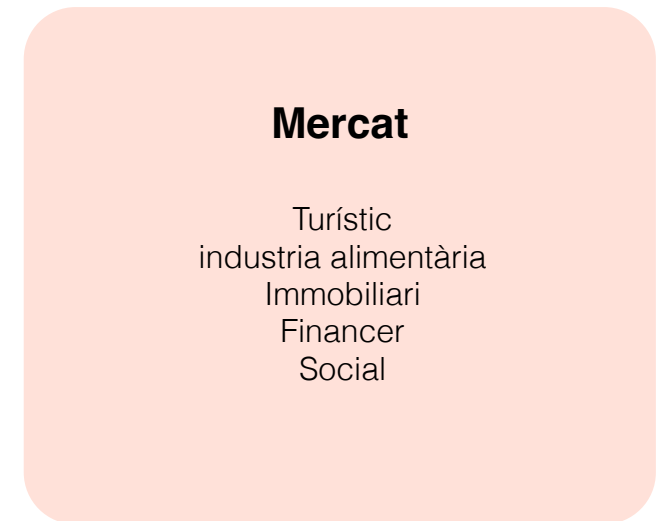 Mercat
Turístic
industria alimentària
Immobiliari
Financer
Social